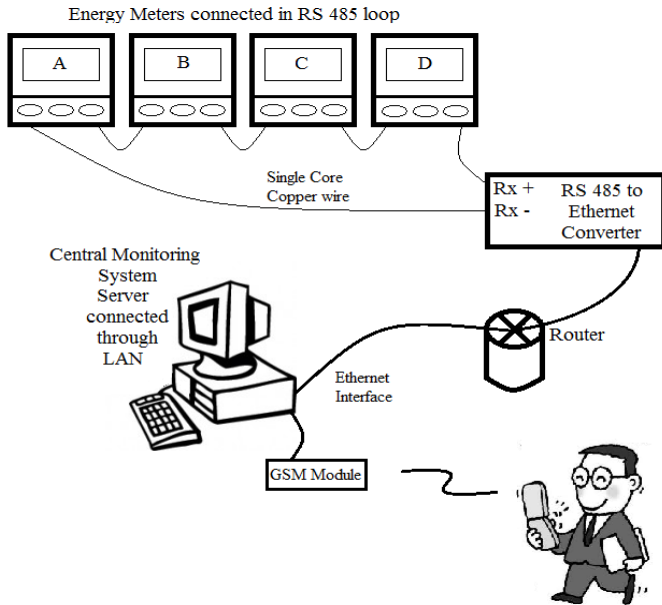 Energy Meters connected in RS 485 loop
A
B
C
D
Single Core
Copper wire
Rx +
Rx -
RS 485 to
Ethernet
Converter
Central Monitoring
System
Server
connected
through
LAN
Router
Ethernet
Interface
GSM Module